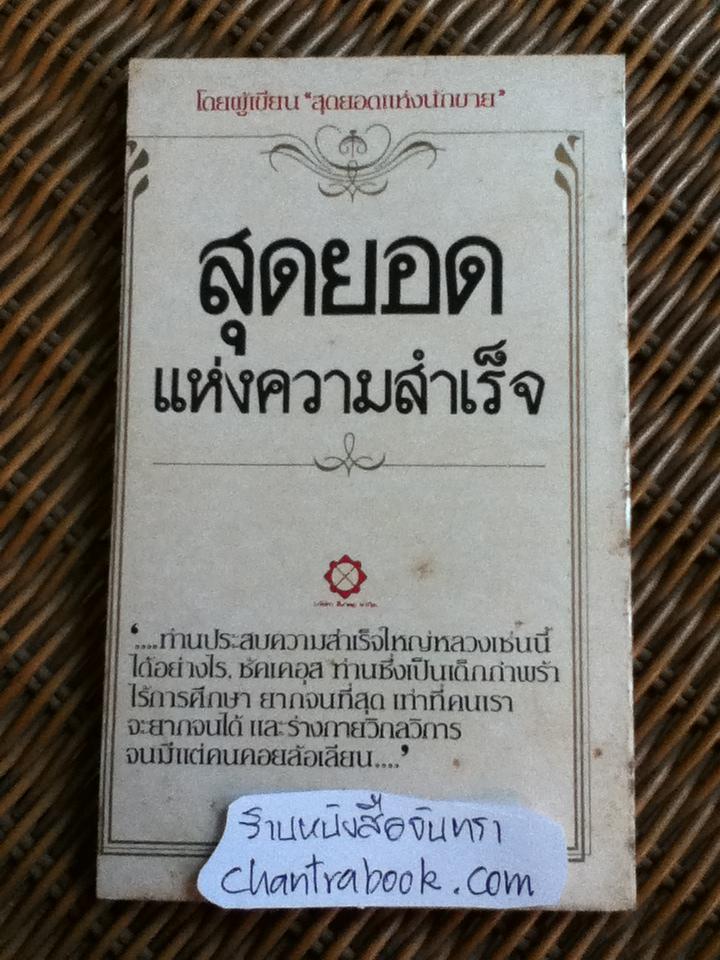 โดยผู้เขียน "สุดยอดแห่งนักขาย"
สุดยอด
แห่งความสำเร็จ
‘....ท่านประสบความสำเร็จใหญ่หลวงเช่นนี้
ได้อย่างไร, ซัคเคอุส ท่านซึ่งเป็นเด็กกำพร้า
ไร้การศึกษา ยากจนที่สุด เท่าที่คนเรา
จะยากจนได้ และร่างกายวิกลวิการ
จนมีแต่คนคอยล้อเลียน....’
ร้านหนังสือจันทรา
chantrabook.com